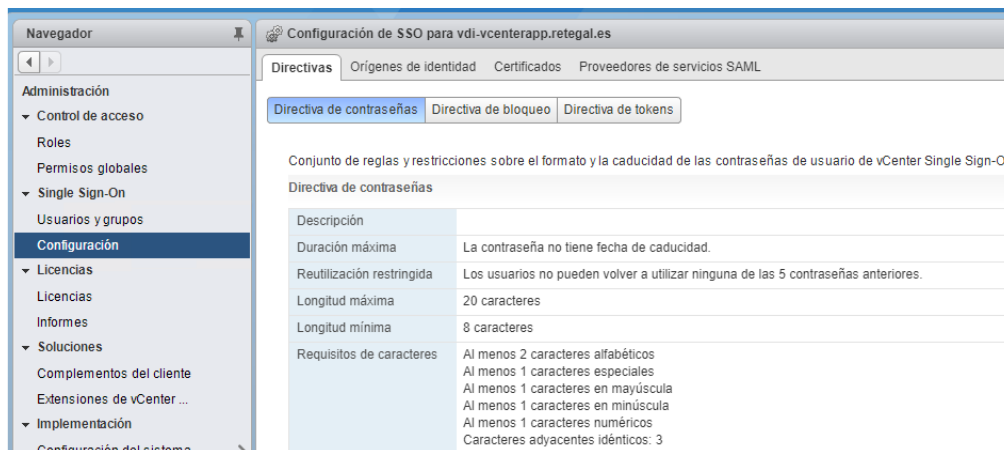 Navegador
Administración
Control de acceso
Roles
Permisos globales
Single Sign-On
Usuarios y grupos
Configuración
Licencias
Licencias
Informes
Soluciones
Complementos del cliente
Extensiones de vCenter ...
Implementación
Configuración del sistema
Configuración de SSO para vdi-vcenterapp.retegal.es
Directivas Orígenes de identidad Certificados Proveedores de servicios SAML
Directiva de contraseñas Directiva de bloqueo Directiva de tokens
Conjunto de reglas y restricciones sobre el formato y la caducidad de las contraseñas de usuario de vCenter Single Sign-O
Directiva de contraseñas
Descripción
Duración máxima La contraseña no tiene fecha de caducidad.
Reutilización restringida Los usuarios no pueden volver a utilizar ninguna de las 5 contraseñas anteriores.
Longitud máxima 20 caracteres
Longitud mínima 8 caracteres
Requisitos de caracteres Al menos 2 caracteres alfabéticos
Al menos 1 caracteres especiales
Al menos 1 caracteres en mayúscula
Al menos 1 caracteres en minúscula
Al menos 1 caracteres numéricos
Caracteres adyacentes idénticos: 3